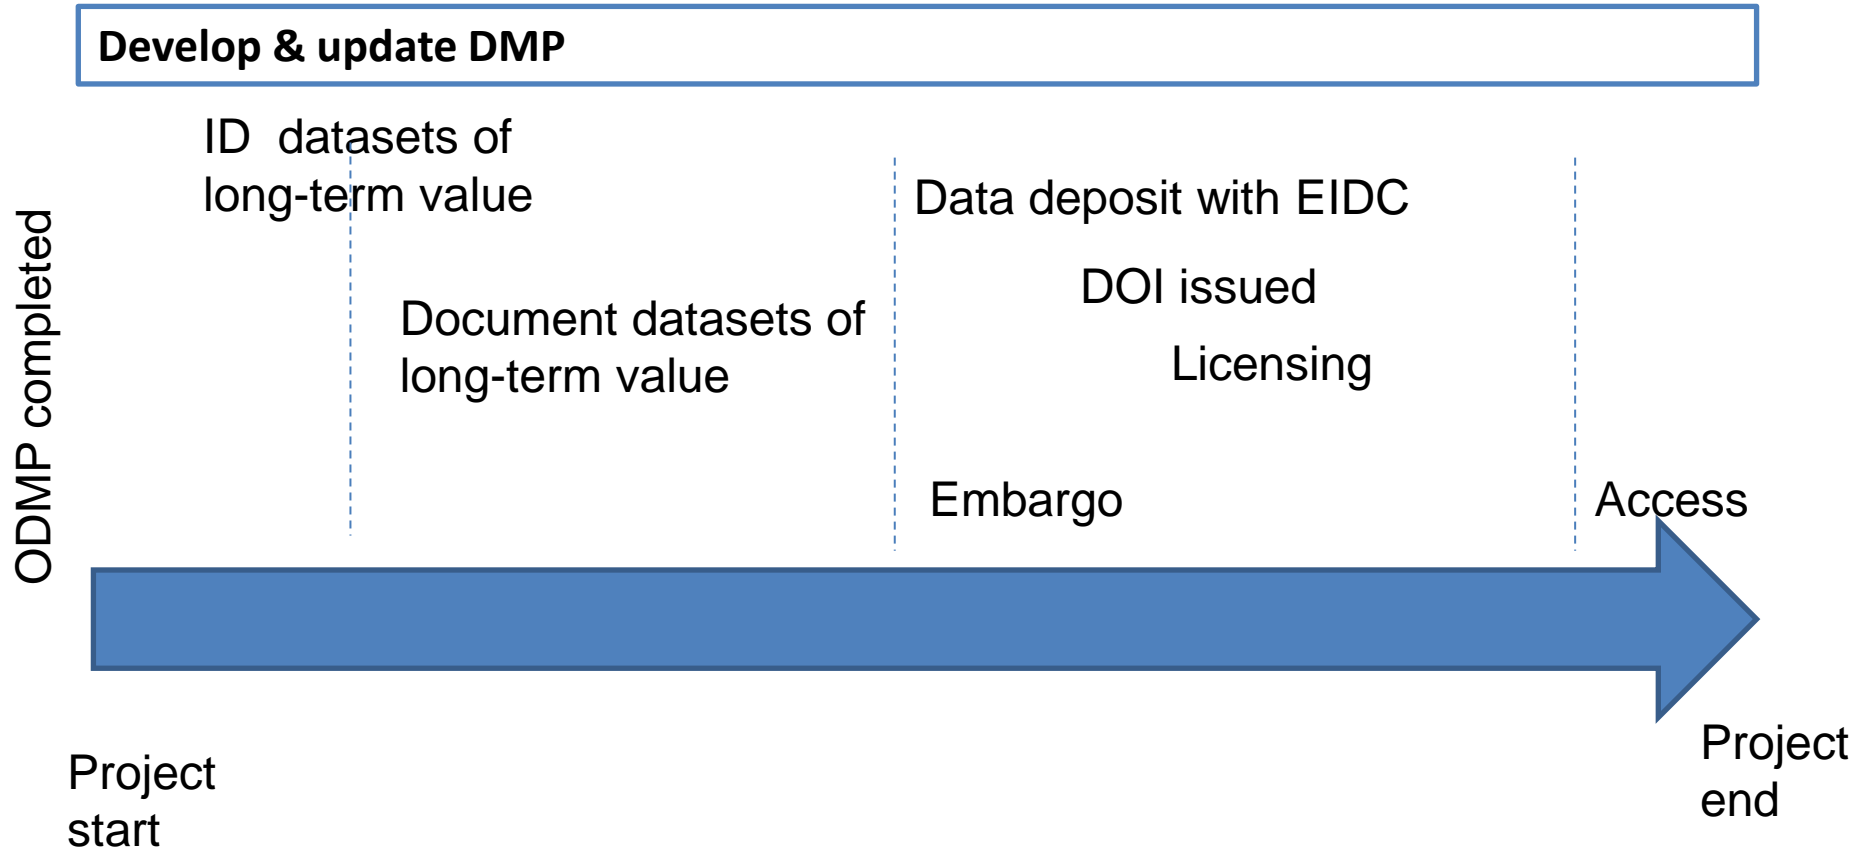 Develop & update DMP
ID datasets of
long-term value
ODMP completed
Document datasets of
long-term value
Data deposit with EIDC
DOI issued
Licensing
Embargo
Access
Project
start
Project
end